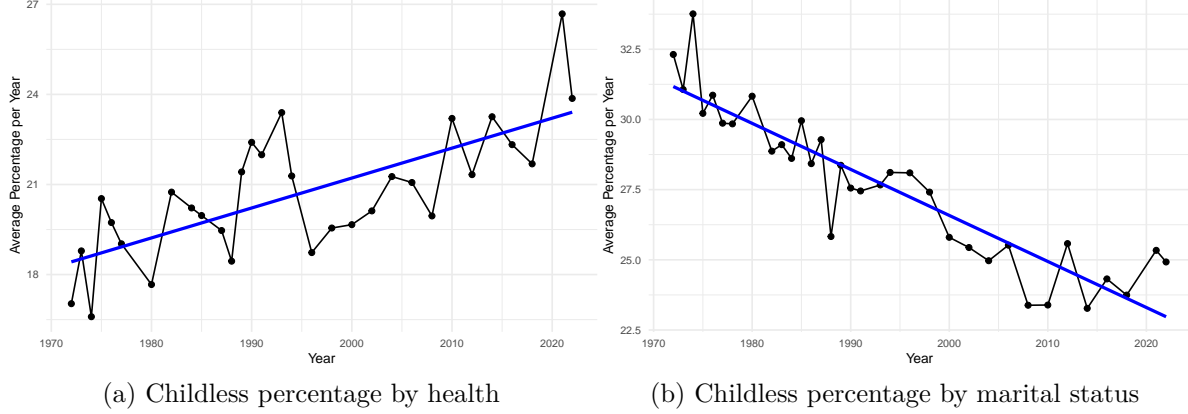 27
24
21
18
Average Percentage per Year
1970 1980 1990 2000 2010 2020
Year
(a) Childless percentage by health
32.5
30.0
27.5
25.0
22.5
Average Percentage per Year
1970 1980 1990 2000 2010 2020
Year
(b) Childless percentage by marital status